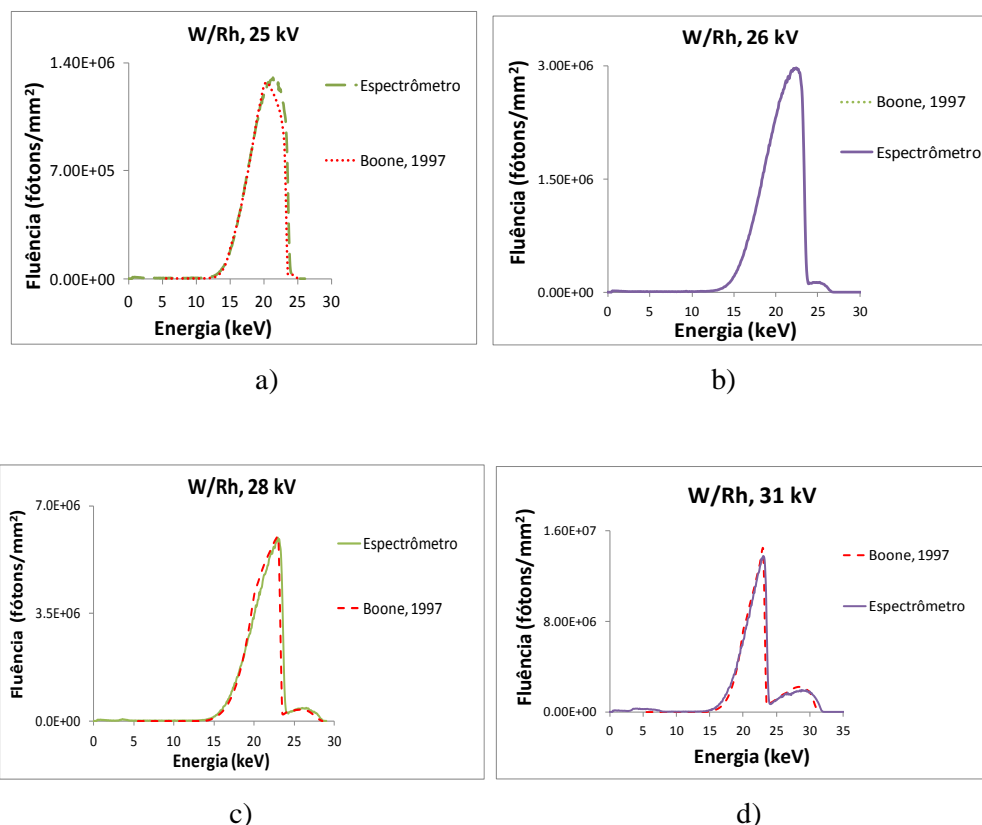 W/Rh, 25 kV
Fluência (fótons/mm²)
1.40E+06
7.00E+05
0.00E+00
0 5 10 15 20 25 30
Energia (keV)
Espectrômetro
Boone, 1997
a)
W/Rh, 26 kV
Fluência (fótons/mm²)
3.00E+06
1.50E+06
0.00E+00
0 5 10 15 20 25 30
Energia (keV)
Boone, 1997
Espectrômetro
b)
W/Rh, 28 kV
Fluência (fótons/mm²)
7.0E+06
3.5E+06
0.0E+00
0 5 10 15 20 25 30
Energia (keV)
Espectrômetro
Boone, 1997
c)
W/Rh, 31 kV
Fluência (fótons/mm²)
1.60E+07
8.00E+06
0.00E+00
0 5 10 15 20 25 30 35
Energia (keV)
Boone, 1997
Espectrômetro
d)